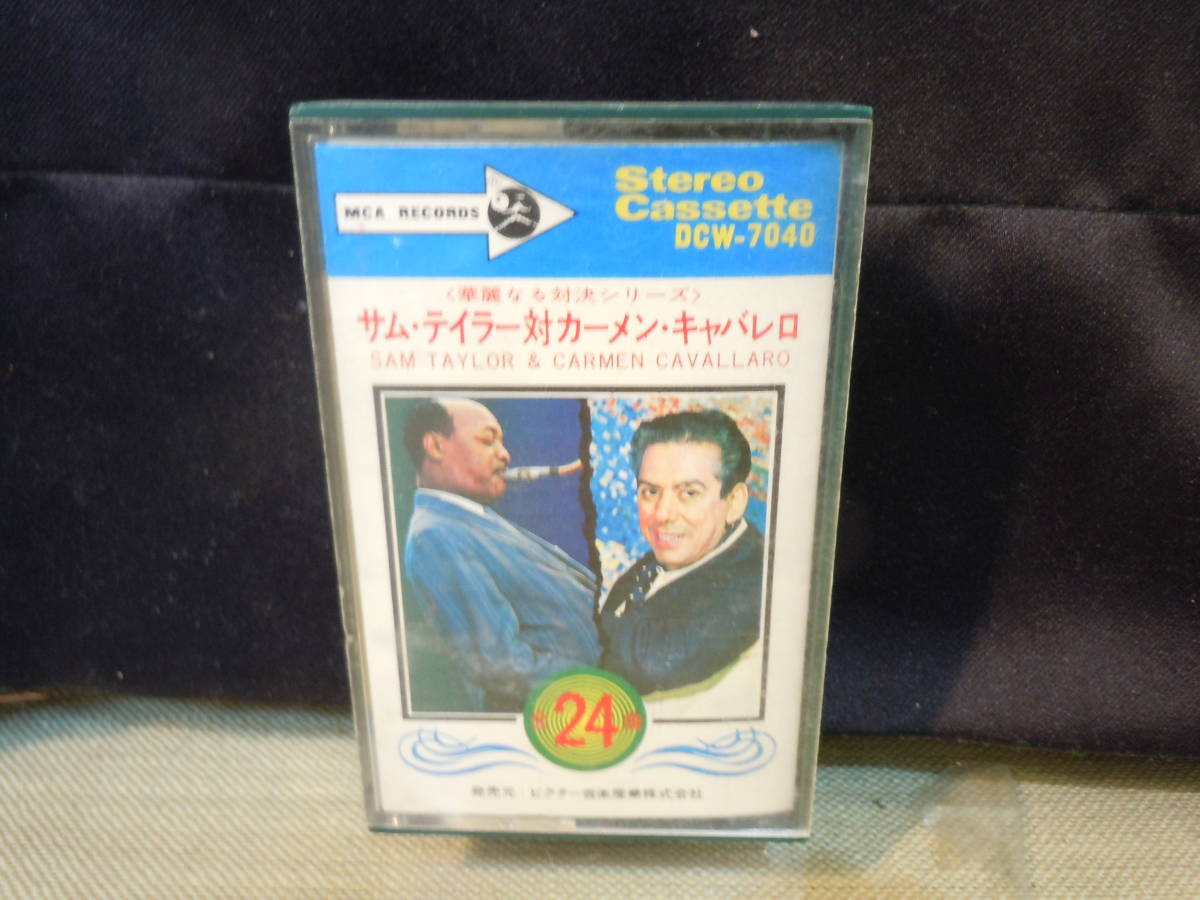 MCA RECORDS
Stereo
Cassette
DCW-7040
〈華麗なる対決シリーズ〉
サム・テイラー対カーメン・キャバレロ
SAM TAYLOR & CARMEN CAVALLARO
24
発売元:ビクター音楽産業株式会社